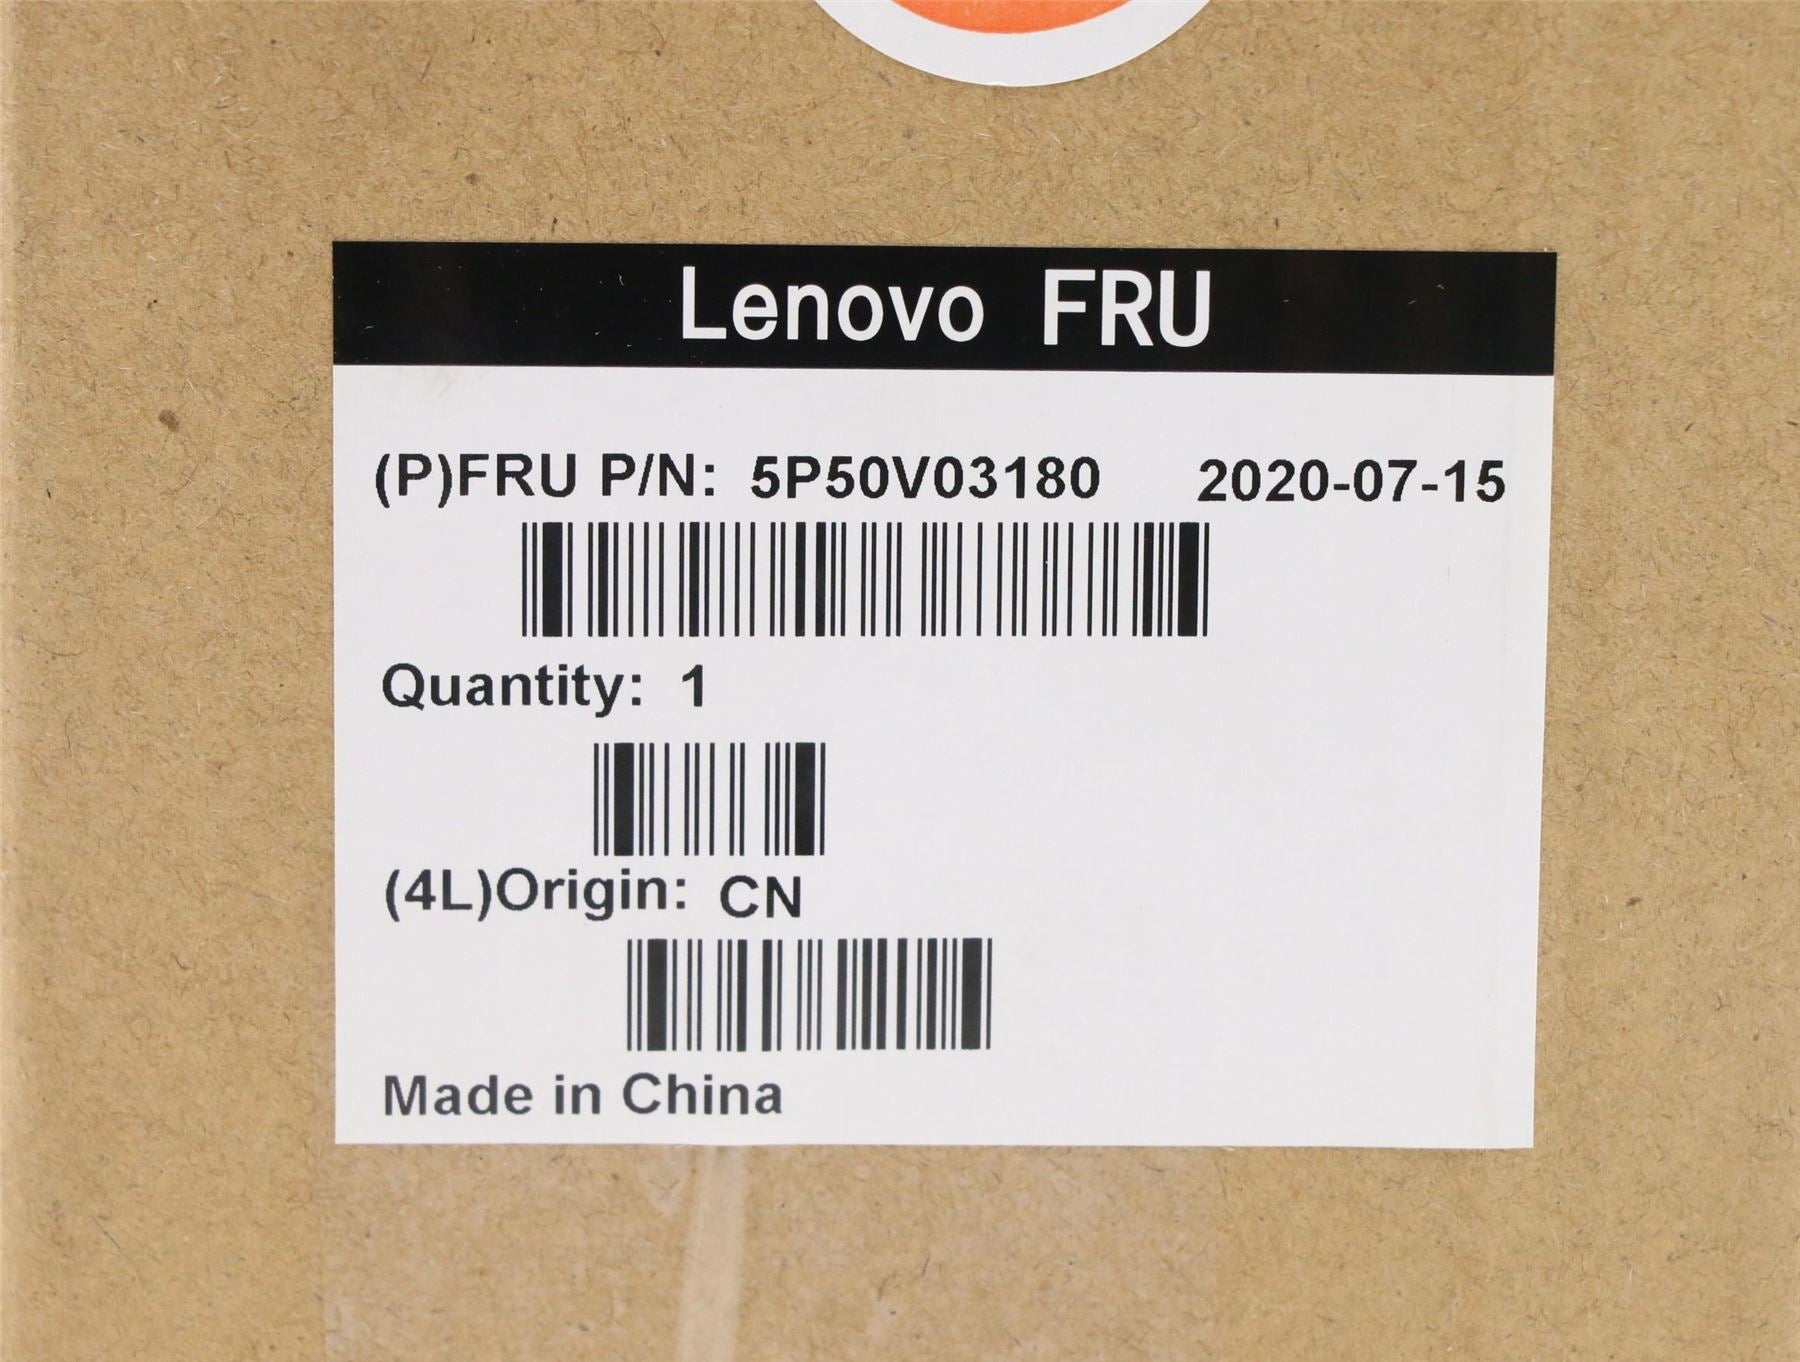 Lenovo FRU
(P)FRU P/N: 5P50V03180 2020-07-15
Quantity: 1
(4L)Origin: CN
Made in China